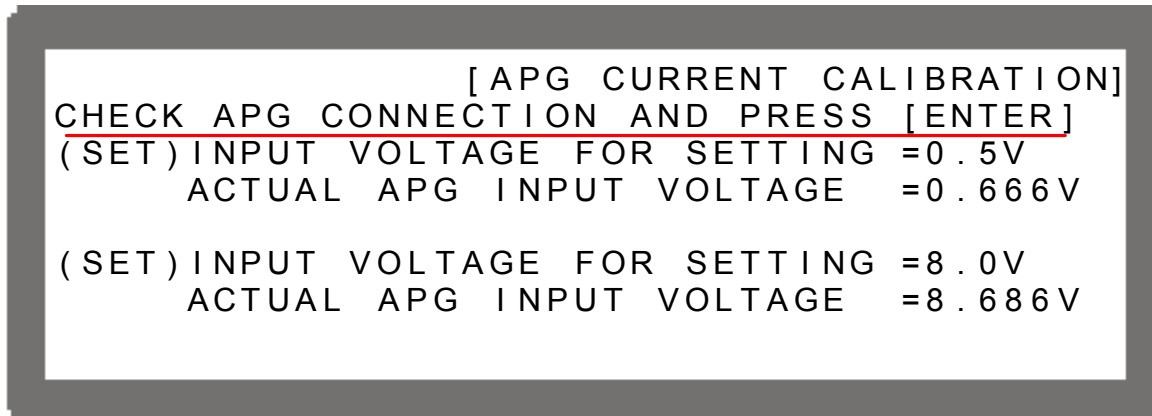 [APG CURRENT CALIBRATION]
CHECK APG CONNECTION AND PRESS [ENTER]
(SET)INPUT VOLTAGE FOR SETTING =0.5V
ACTUAL APG INPUT VOLTAGE =0.666V
(SET)INPUT VOLTAGE FOR SETTING =8.0V
ACTUAL APG INPUT VOLTAGE =8.686V